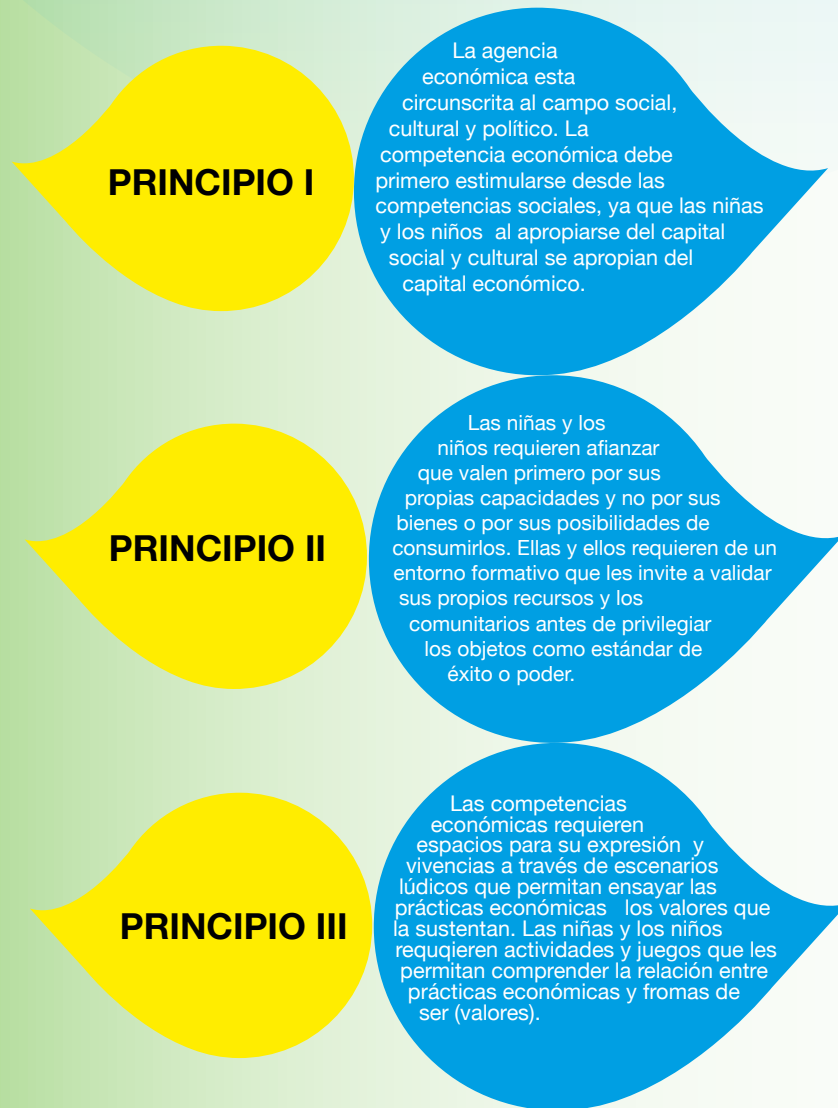 PRINCIPIO I
La agencia
económica esta
circunscrita al campo social,
cultural y político. La
competencia económica debe
primero estimularse desde las
competencias sociales, ya que las niñas
y los niños  al apropiarse del capital
social y cultural se apropian del
capital económico.
PRINCIPIO II
Las niñas y los
niños requieren afianzar
que valen primero por sus
propias capacidades y no por sus
bienes o por sus posibilidades de
consumirlos. Ellas y ellos requieren de un
entorno formativo que les invite a validar
sus propios recursos y los
comunitarios antes de privilegiar
los objetos como estándar de
éxito o poder.
PRINCIPIO III
Las competencias
económicas requieren
espacios para su expresión  y
vivencias a través de escenarios
lúdicos que permitan ensayar las
prácticas económicas   los valores que
la sustentan. Las niñas y los niños
requqieren actividades y juegos que les
permitan comprender la relación entre
prácticas económicas y fromas de
ser (valores).